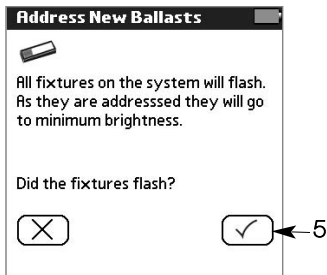 Address New Ballasts
All fixtures on the system will flash.
As they are addresssed they will go
to minimum brightness.
Did the fixtures flash?
5